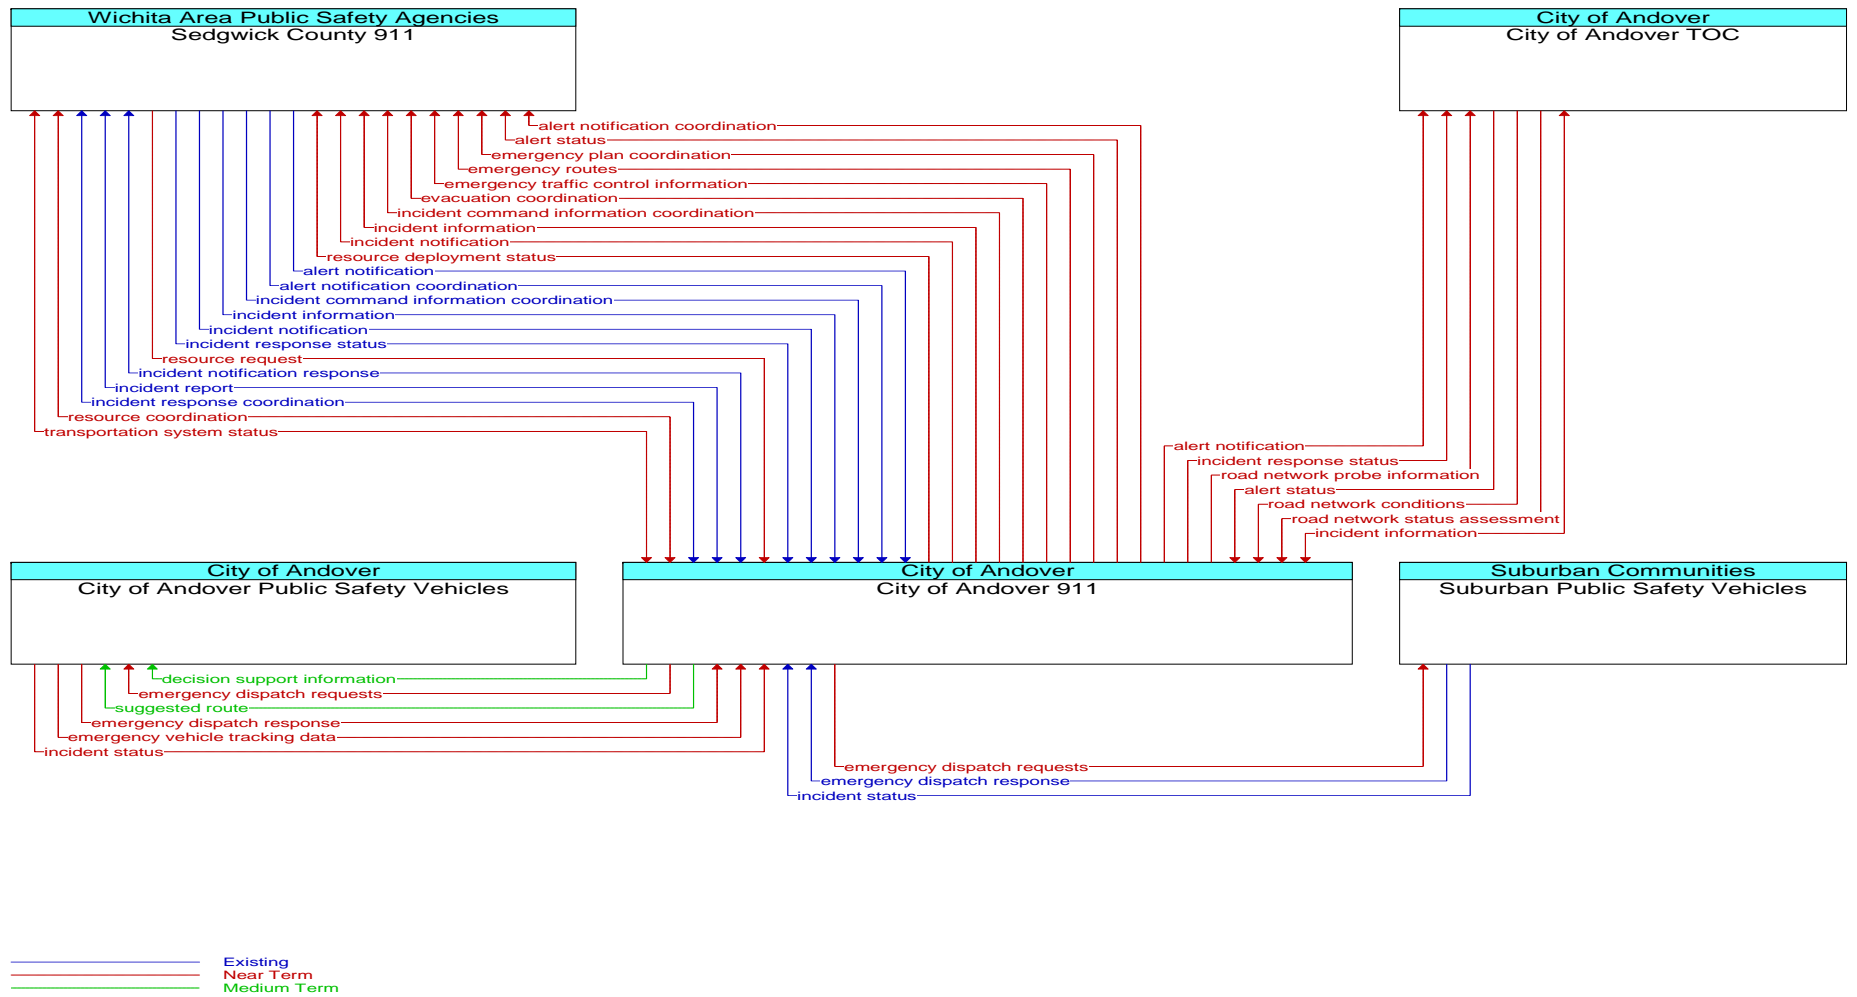 Wichita Area Public Safety Agencies
Sedgwick County 911
City of Andover
City of Andover TOC
alert notification coordination
alert status
emergency plan coordination
emergency routes
emergency traffic control information
evacuation coordination
incident command information coordination
incident information
incident notification
resource deployment status
alert notification
alert notification coordination
incident command information coordination
incident information
incident notification
incident response status
resource request
incident notification response
incident report
incident response coordination
resource coordination
transportation system status
alert notification
incident response status
road network probe information
alert status
road network conditions
road network status assessment
incident information
City of Andover
City of Andover Public Safety Vehicles
City of Andover
City of Andover 911
Suburban Communities
Suburban Public Safety Vehicles
decision support information
emergency dispatch requests
suggested route
emergency dispatch response
emergency vehicle tracking data
incident status
emergency dispatch requests
emergency dispatch response
incident status
Existing
Near Term
Medium Term